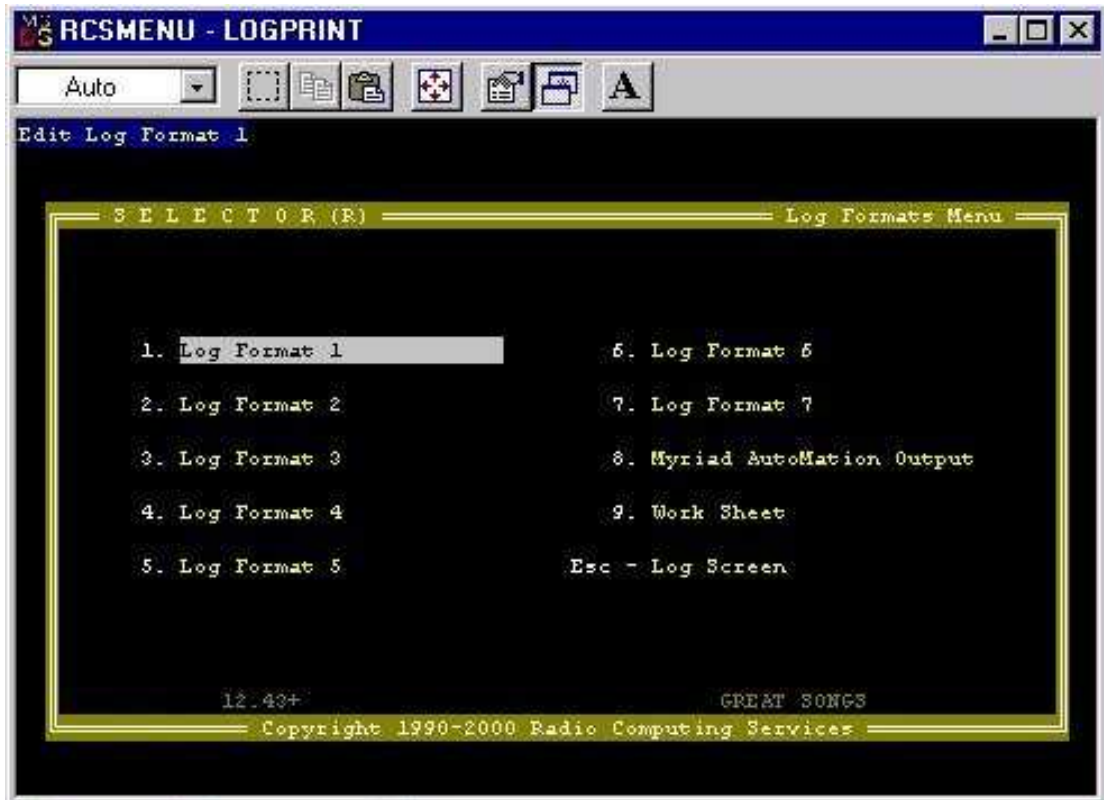 RCSMENU - LOGPRINT
Auto
A
Edit Log Format 1
S E L E C T O R (R) Log Formats Menu
1. Log Format 1
2. Log Format 2
3. Log Format 3
4. Log Format 4
5. Log Format 5
6. Log Format 6
7. Log Format 7
8. Myriad AutoMation Output
9. Work Sheet
Esc - Log Screen
12.43+ GREAT SONGS
Copyright 1990-2000 Radio Computing Services